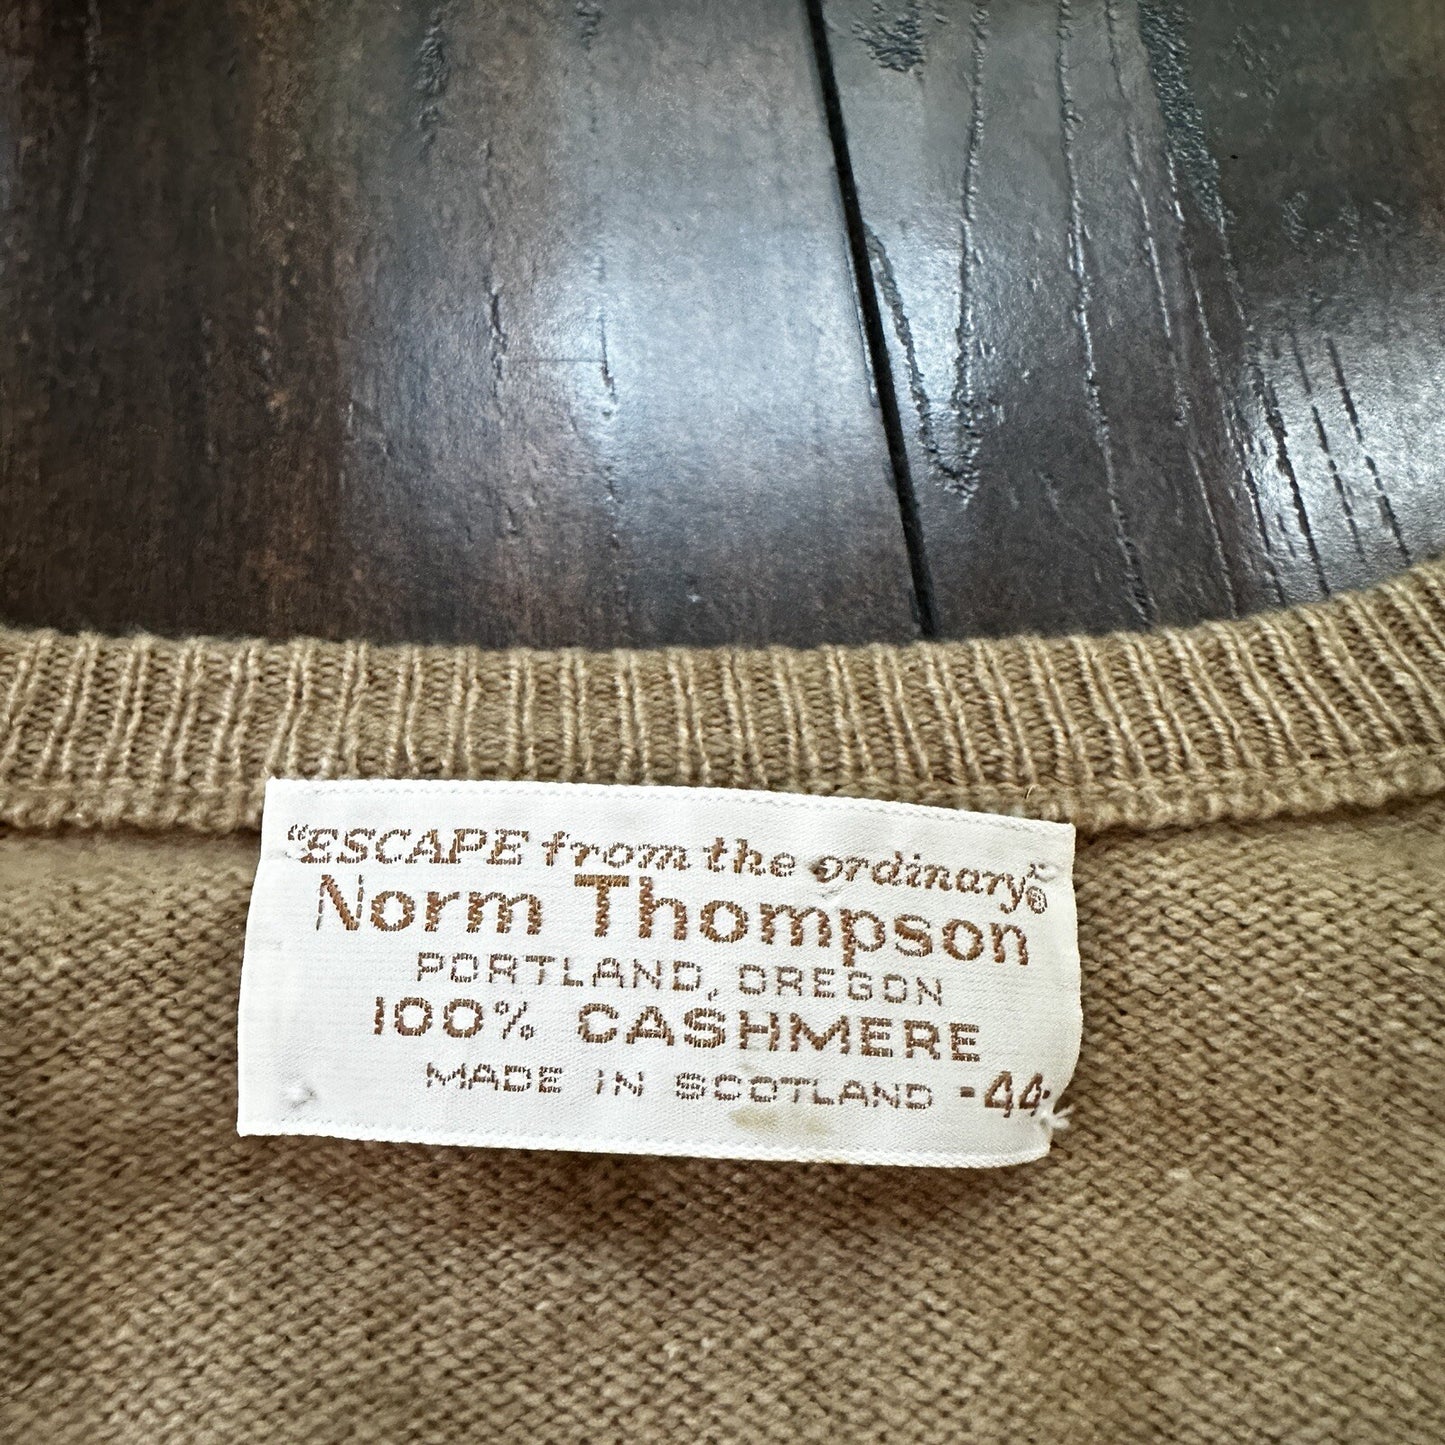 "ESCAPE from the ordinary"®
Norm Thompson
PORTLAND, OREGON
100% CASHMERE
MADE IN SCOTLAND -44-